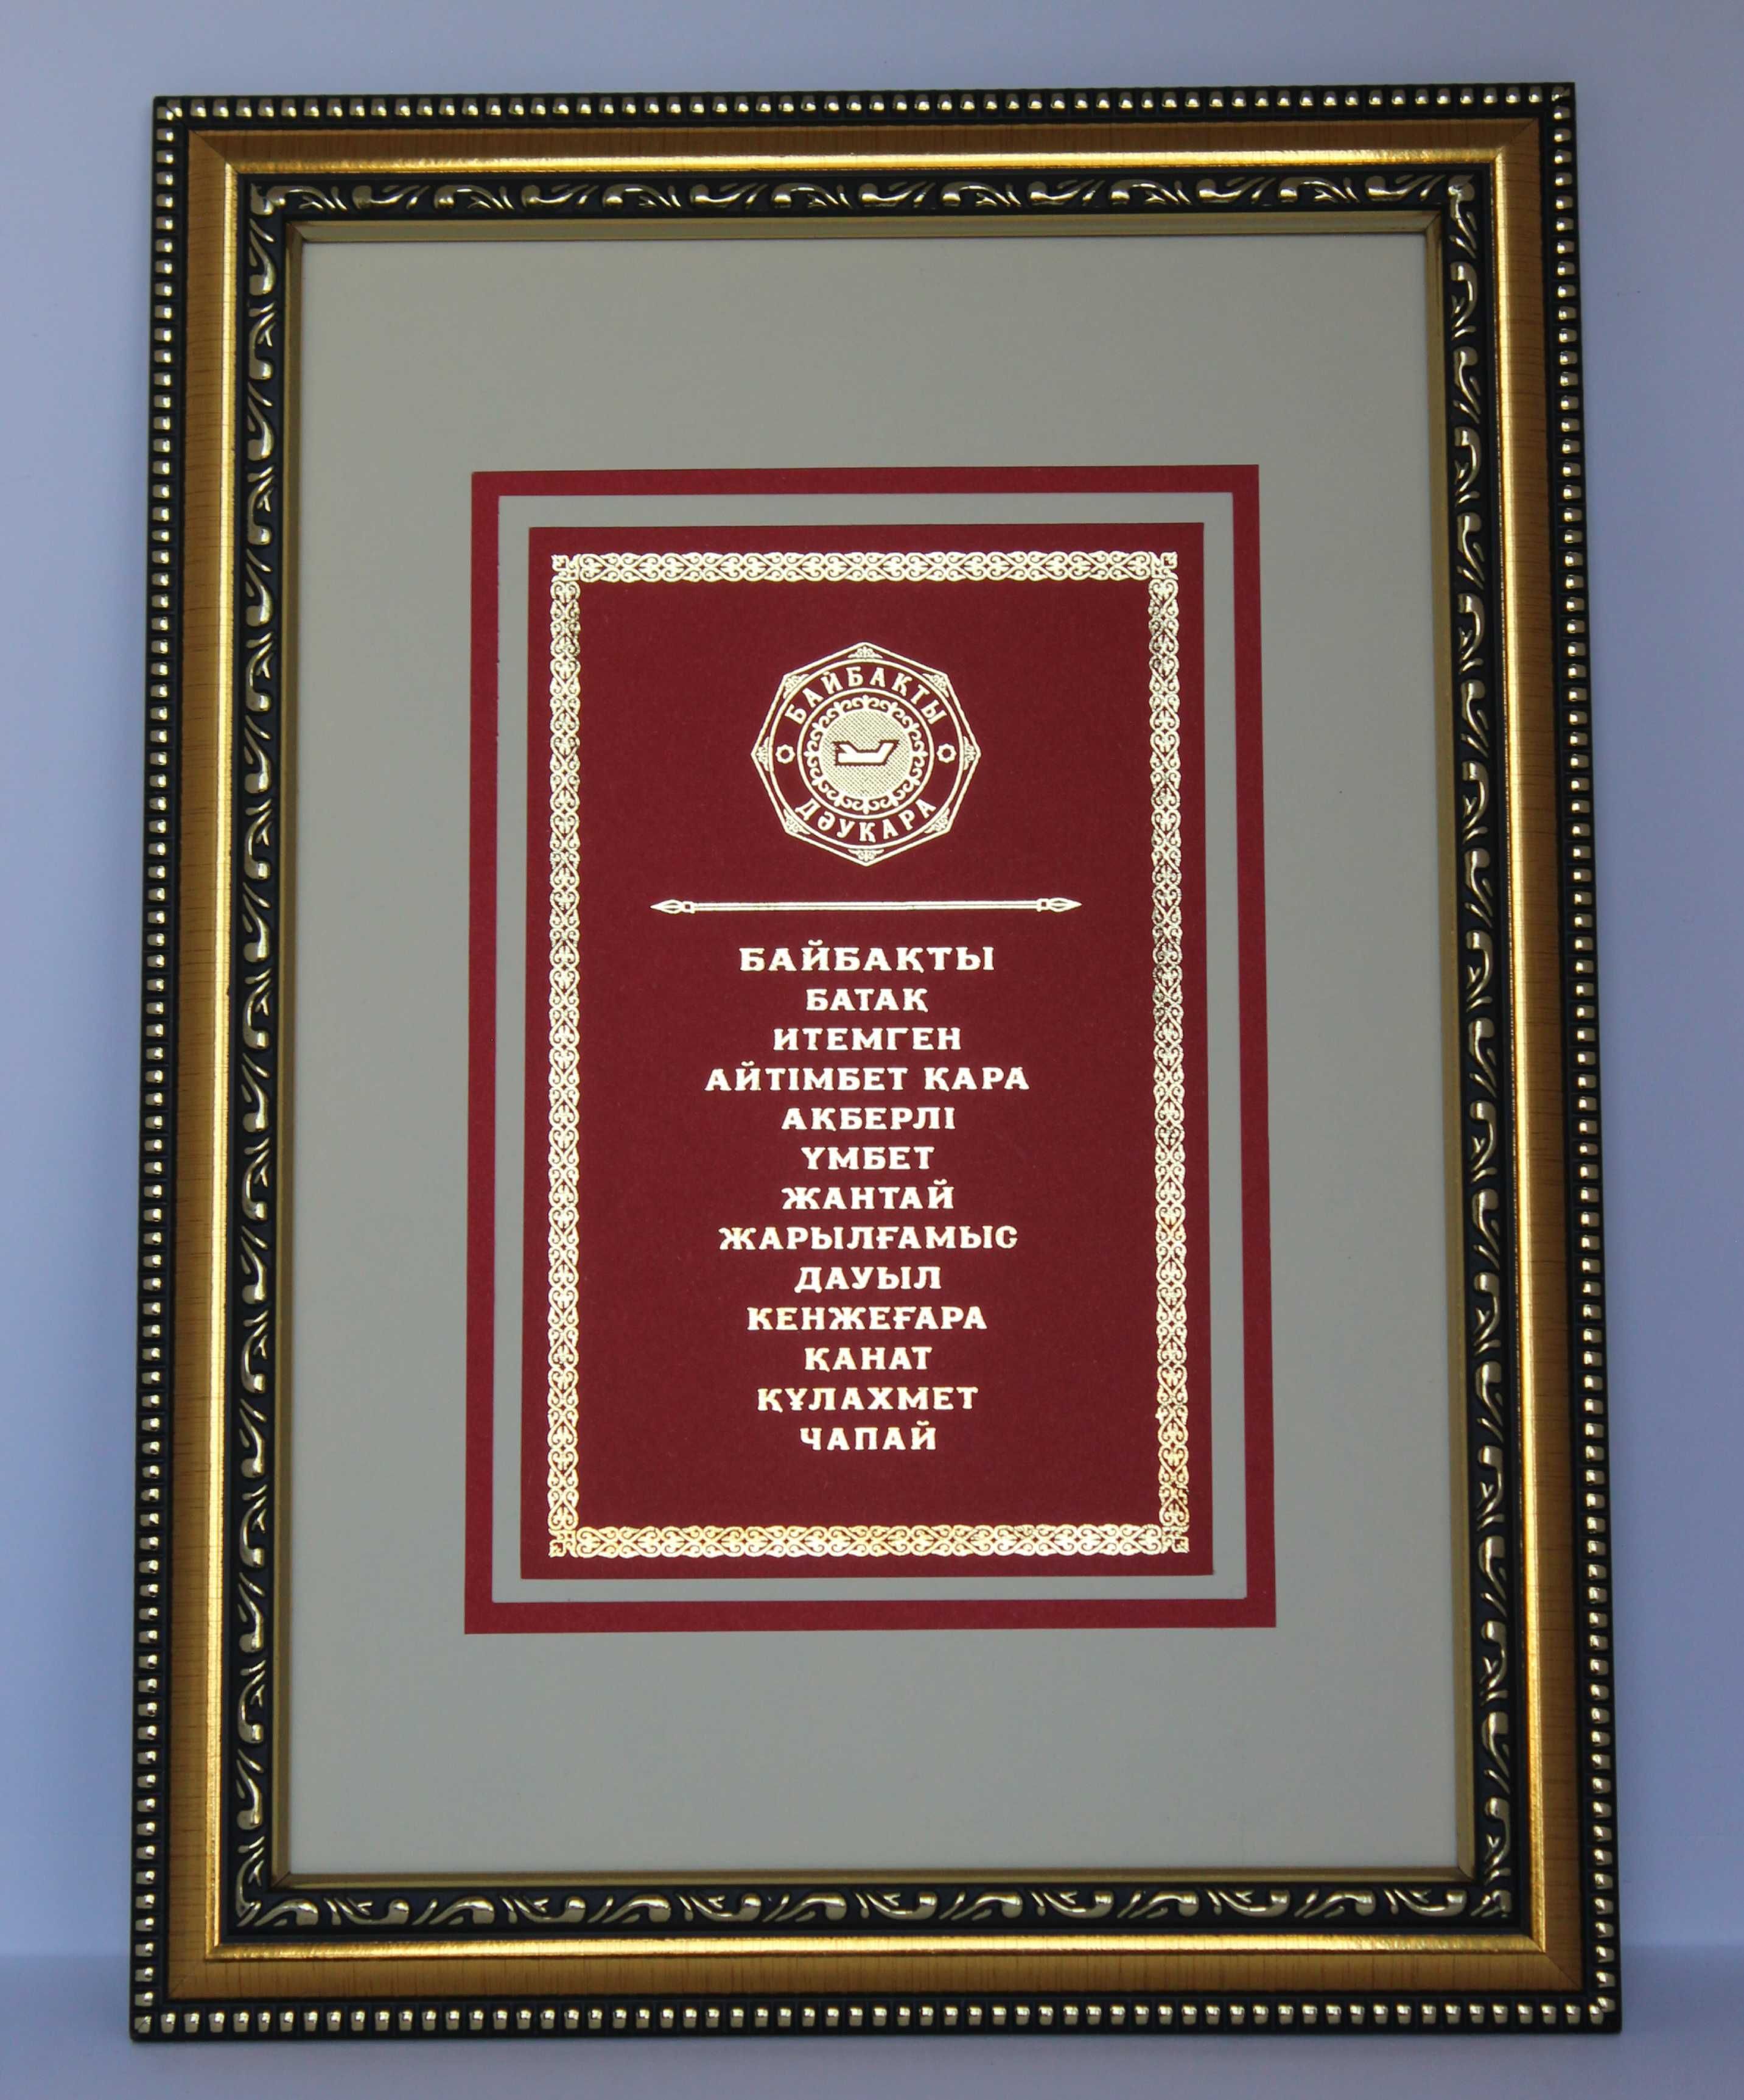 БАЙБАҚТЫ
ДӘУҚАРА
БАЙБАҚТЫ
БАТАҚ
ИТЕМГЕН
АЙТІМБЕТ ҚАРА
АҚБЕРЛІ
ҮМБЕТ
ЖАНТАЙ
ЖАРЫЛҒАМЫС
ДАУЫЛ
КЕНЖЕҒАРА
ҚАНАТ
ҚҰЛАХМЕТ
ЧАПАЙ